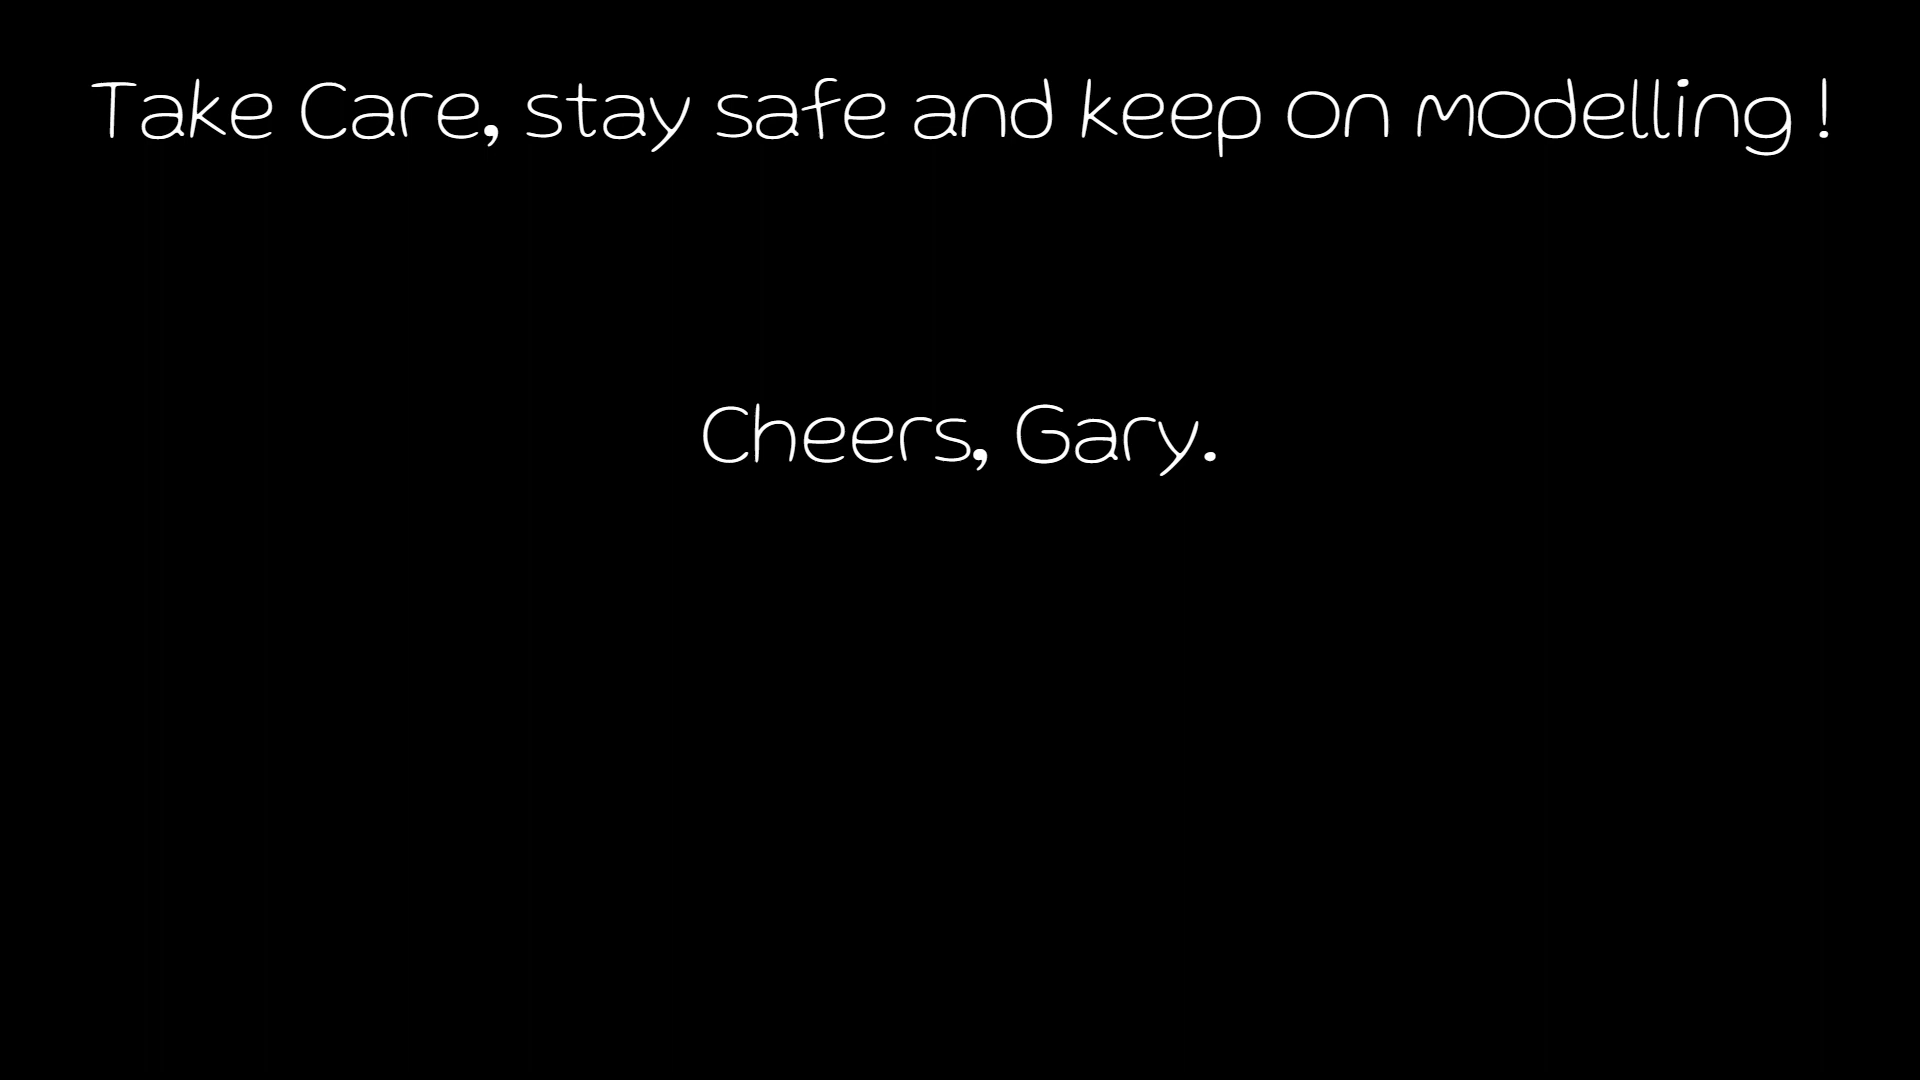 Take Care, stay safe and keep on modelling !
Cheers, Gary.